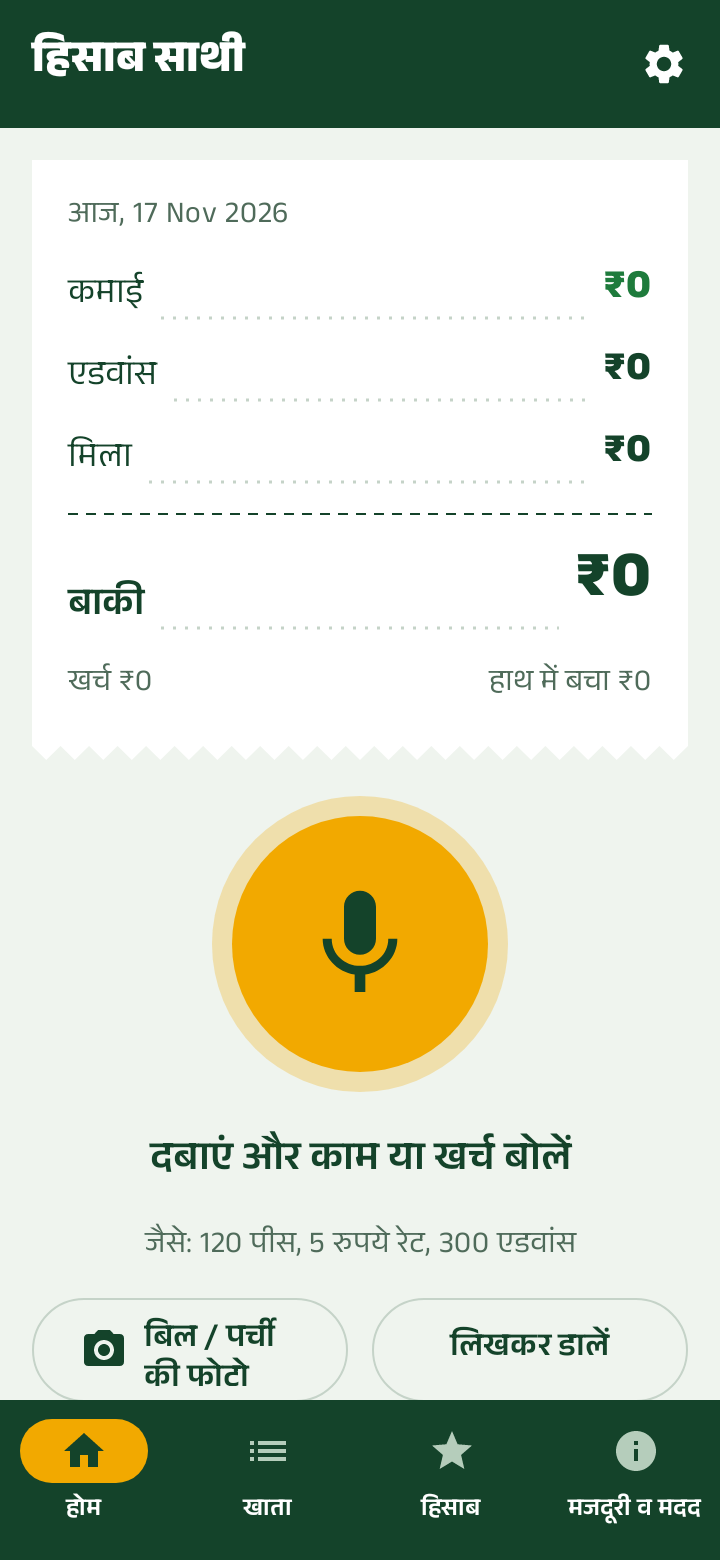 हिसाब साथी
आज, 17 Nov 2026
कमाई ₹0
एडवांस ₹0
मिला ₹0
बाकी ₹0
खर्च ₹0 हाथ में बचा ₹0
दबाएं और काम या खर्च बोलें
जैसे: 120 पीस, 5 रुपये रेट, 300 एडवांस
बिल / पर्ची
की फोटो
लिखकर डालें
होम खाता हिसाब मजदूरी व मदद